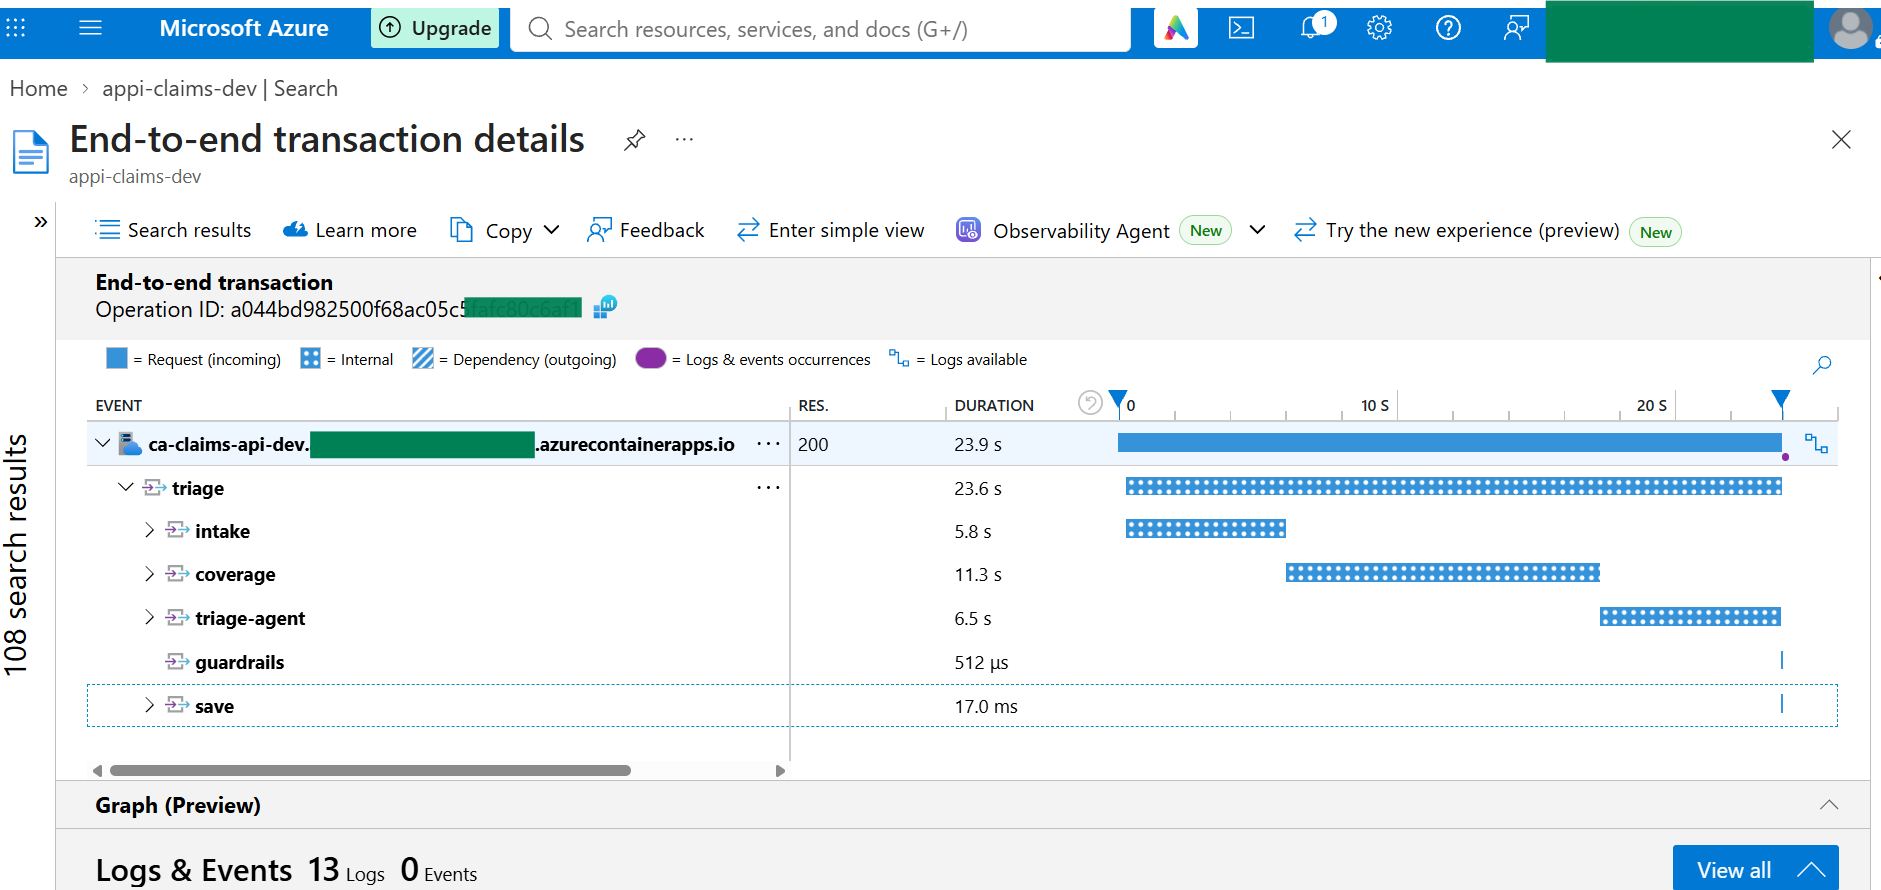 Microsoft Azure
Upgrade
Search resources, services, and docs (G+/)
1
Home > appi-claims-dev | Search
End-to-end transaction details
...
appi-claims-dev
»
Search results
Learn more
Copy
Feedback
Enter simple view
Observability Agent New
Try the new experience (preview) New
End-to-end transaction
Operation ID: a044bd982500f68ac05c5
= Request (incoming)
= Internal
= Dependency (outgoing)
= Logs & events occurrences
= Logs available
EVENT RES. DURATION 0 10 S 20 S
ca-claims-api-dev. .azurecontainerapps.io ... 200 23.9 s
triage ... 23.6 s
intake 5.8 s
coverage 11.3 s
triage-agent 6.5 s
guardrails 512 µs
save 17.0 ms
108 search results
Graph (Preview)
Logs & Events 13 Logs 0 Events
View all